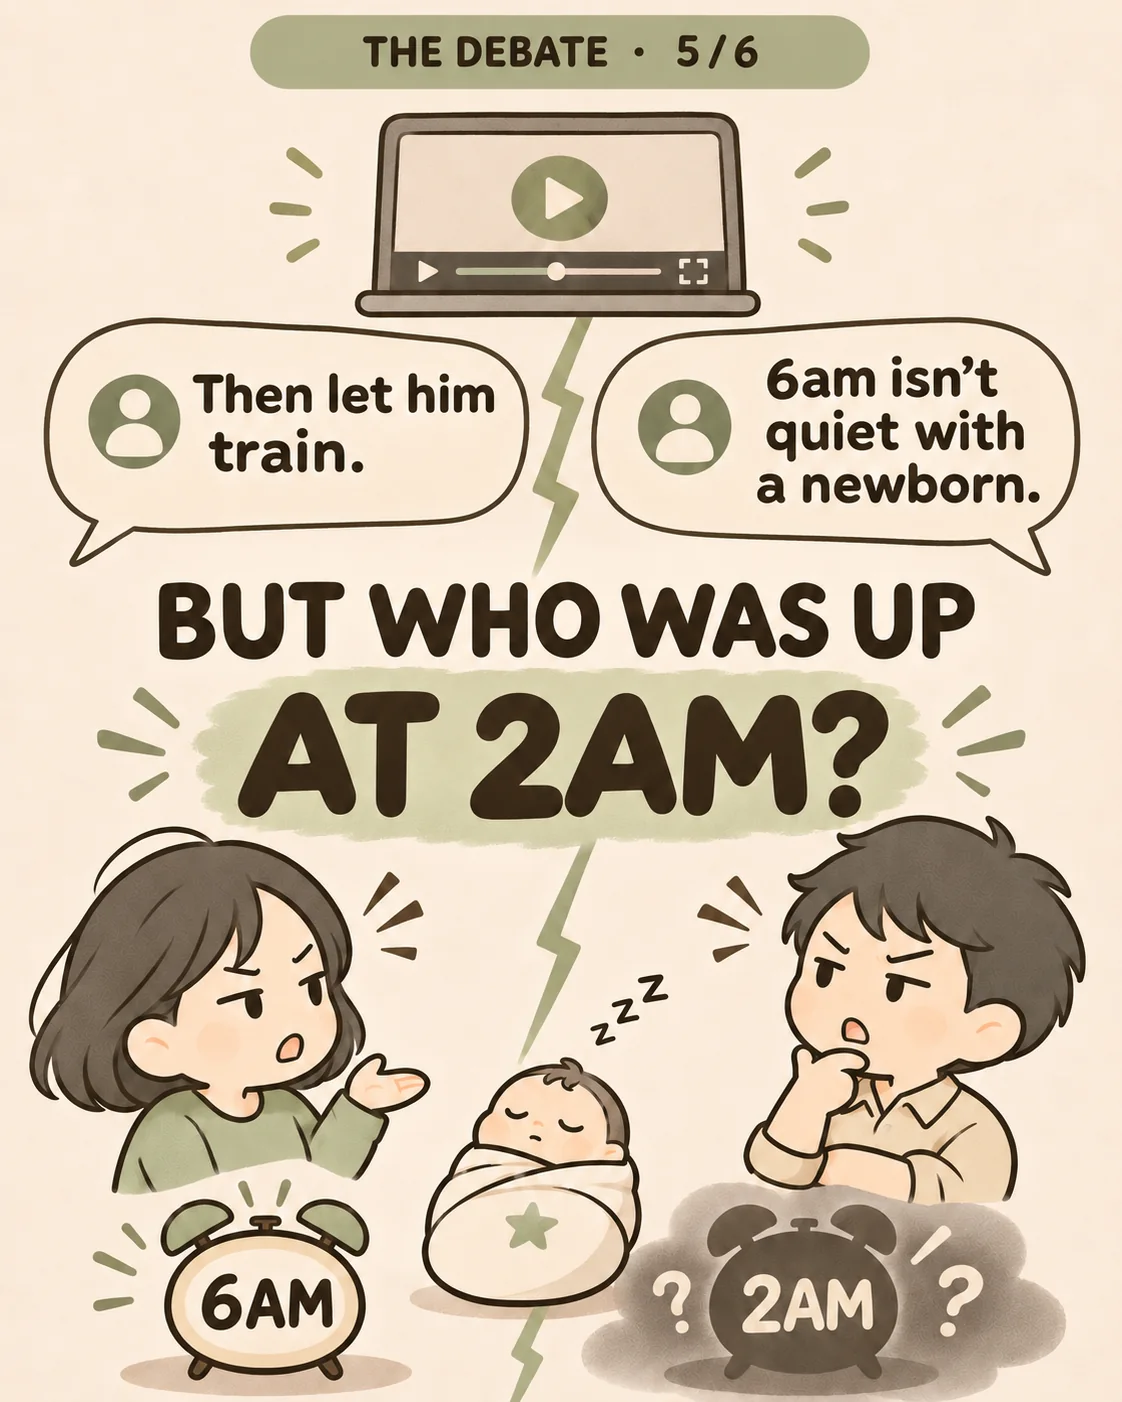 THE DEBATE · 5/6
Then let him
train.
6am isn't
quiet with
a newborn.
BUT WHO WAS UP
AT 2AM?
z z z z
6AM
? 2AM ?